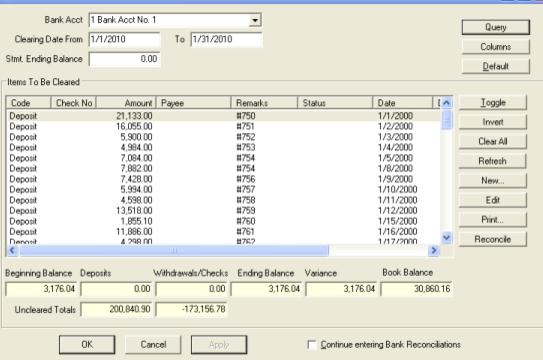 Bank Acct 1 Bank Acct No. 1
Clearing Date From 1/1/2010 To 1/31/2010
Stmt. Ending Balance 0.00
Query
Columns
Default
Items To Be Cleared
Code Check No Amount Payee Remarks Status Date
Deposit 21,133.00 #750 1/1/2000
Deposit 16,055.00 #751 1/2/2000
Deposit 5,900.00 #752 1/3/2000
Deposit 4,984.00 #753 1/4/2000
Deposit 7,084.00 #754 1/5/2000
Deposit 7,882.00 #754 1/8/2000
Deposit 7,428.00 #756 1/9/2000
Deposit 5,994.00 #757 1/10/2000
Deposit 4,598.00 #758 1/11/2000
Deposit 13,518.00 #759 1/12/2000
Deposit 1,855.10 #760 1/15/2000
Deposit 11,886.00 #761 1/16/2000
Deposit 4,298.00 #762 1/17/2000
Toggle
Invert
Clear All
Refresh
New...
Edit
Print...
Reconcile
Beginning Balance Deposits Withdrawals/Checks Ending Balance Variance Book Balance
3,176.04 0.00 0.00 3,176.04 3,176.04 30,860.16
Uncleared Totals 200,840.90 -173,156.78
OK Cancel Apply Continue entering Bank Reconciliations